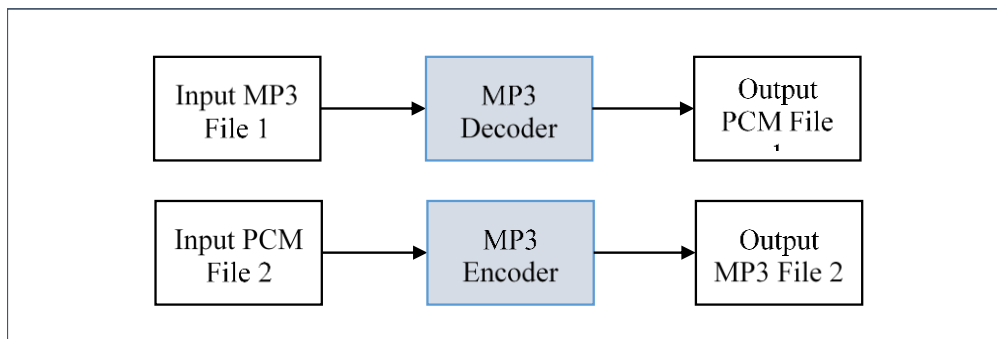 Input MP3
File 1
MP3
Decoder
Output
PCM File
Input PCM
File 2
MP3
Encoder
Output
MP3 File 2